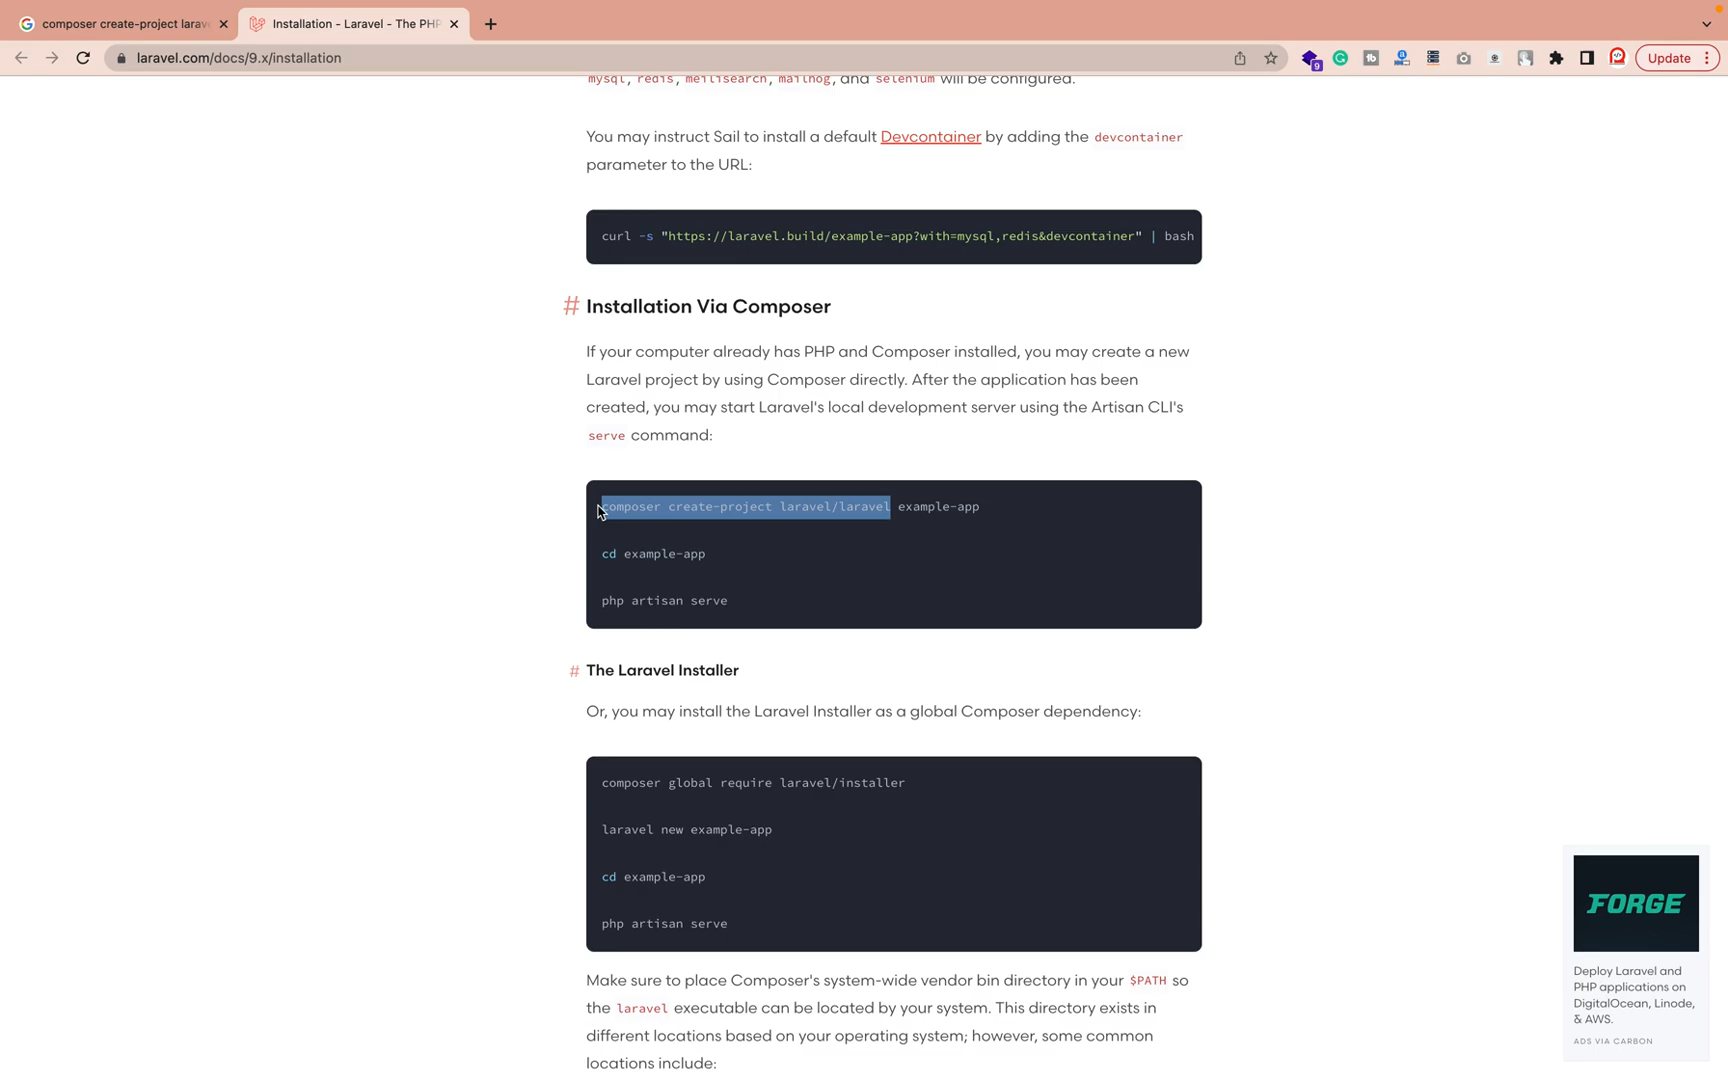 composer create-project larav
Installation - Laravel - The PHP
laravel.com/docs/9.x/installation
9
Update
mysql, redis, meilisearch, mailhog, and selenium will be configured.
You may instruct Sail to install a default Devcontainer by adding the devcontainer
parameter to the URL:
curl -s "https://laravel.build/example-app?with=mysql,redis&devcontainer" | bash
# Installation Via Composer
If your computer already has PHP and Composer installed, you may create a new
Laravel project by using Composer directly. After the application has been
created, you may start Laravel's local development server using the Artisan CLI's
serve command:
composer create-project laravel/laravel example-app
cd example-app
php artisan serve
# The Laravel Installer
Or, you may install the Laravel Installer as a global Composer dependency:
composer global require laravel/installer
laravel new example-app
cd example-app
php artisan serve
Make sure to place Composer's system-wide vendor bin directory in your $PATH so
the laravel executable can be located by your system. This directory exists in
different locations based on your operating system; however, some common
locations include:
FORGE
Deploy Laravel and
PHP applications on
DigitalOcean, Linode,
& AWS.
ADS VIA CARBON